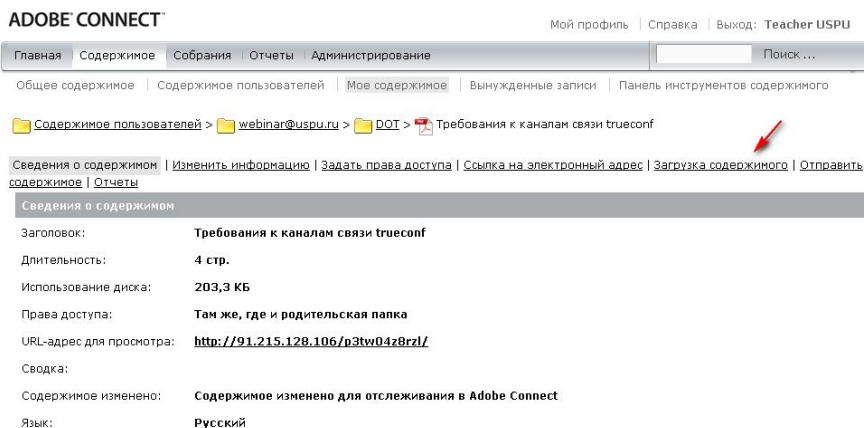 ADOBE® CONNECT™
Мой профиль | Справка | Выход: Teacher USPU
Главная Содержимое Собрания Отчеты Администрирование Поиск ...
Общее содержимое | Содержимое пользователей | Мое содержимое | Вынужденные записи | Панель инструментов содержимого
Содержимое пользователей > webinar@uspu.ru > DOT > Требования к каналам связи trueconf
Сведения о содержимом | Изменить информацию | Задать права доступа | Ссылка на электронный адрес | Загрузка содержимого | Отправить
содержимое | Отчеты
Сведения о содержимом
Заголовок: Требования к каналам связи trueconf
Длительность: 4 стр.
Использование диска: 203,3 КБ
Права доступа: Там же, где и родительская папка
URL-адрес для просмотра: http://91.215.128.106/p3tw04z8rzl/
Сводка:
Содержимое изменено: Содержимое изменено для отслеживания в Adobe Connect
Язык: Русский